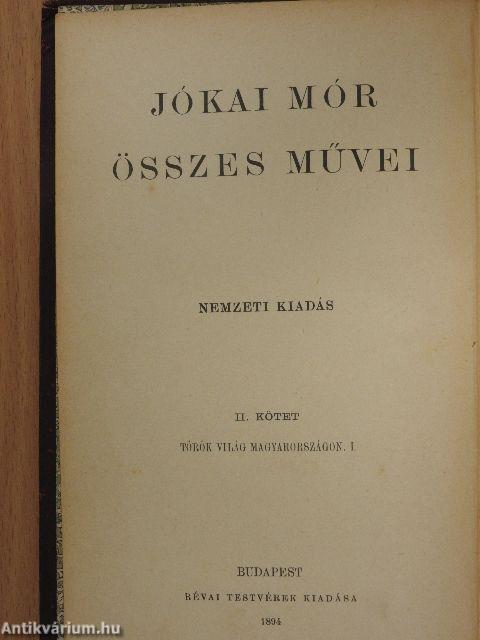 JÓKAI MÓR
ÖSSZES MŰVEI
NEMZETI KIADÁS
II. KÖTET
TÖRÖK VILÁG MAGYARORSZÁGON. I.
BUDAPEST
RÉVAI TESTVÉREK KIADÁSA
1894
Antikvárium.hu